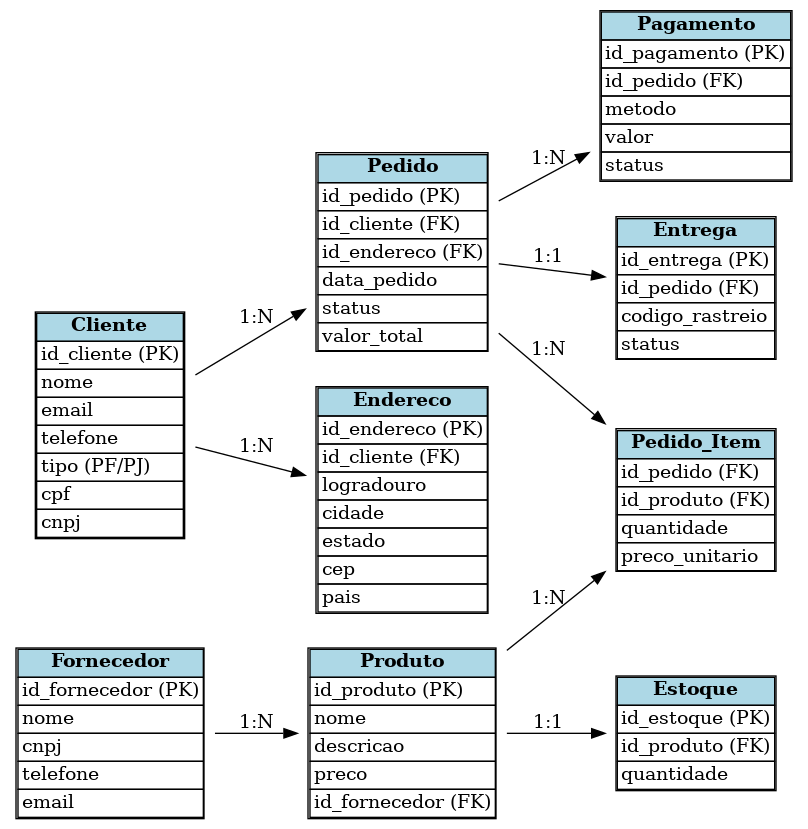 Pagamento
id_pagamento (PK)
id_pedido (FK)
metodo
valor
status
1:N
Pedido
id_pedido (PK)
id_cliente (FK)
id_endereco (FK)
data_pedido
status
valor_total
1:1
Entrega
id_entrega (PK)
id_pedido (FK)
codigo_rastreio
status
1:N
Cliente
id_cliente (PK)
nome
email
telefone
tipo (PF/PJ)
cpf
cnpj
1:N
1:N
Endereco
id_endereco (PK)
id_cliente (FK)
logradouro
cidade
estado
cep
pais
Pedido_Item
id_pedido (FK)
id_produto (FK)
quantidade
preco_unitario
1:N
Fornecedor
id_fornecedor (PK)
nome
cnpj
telefone
email
1:N
Produto
id_produto (PK)
nome
descricao
preco
id_fornecedor (FK)
1:1
Estoque
id_estoque (PK)
id_produto (FK)
quantidade